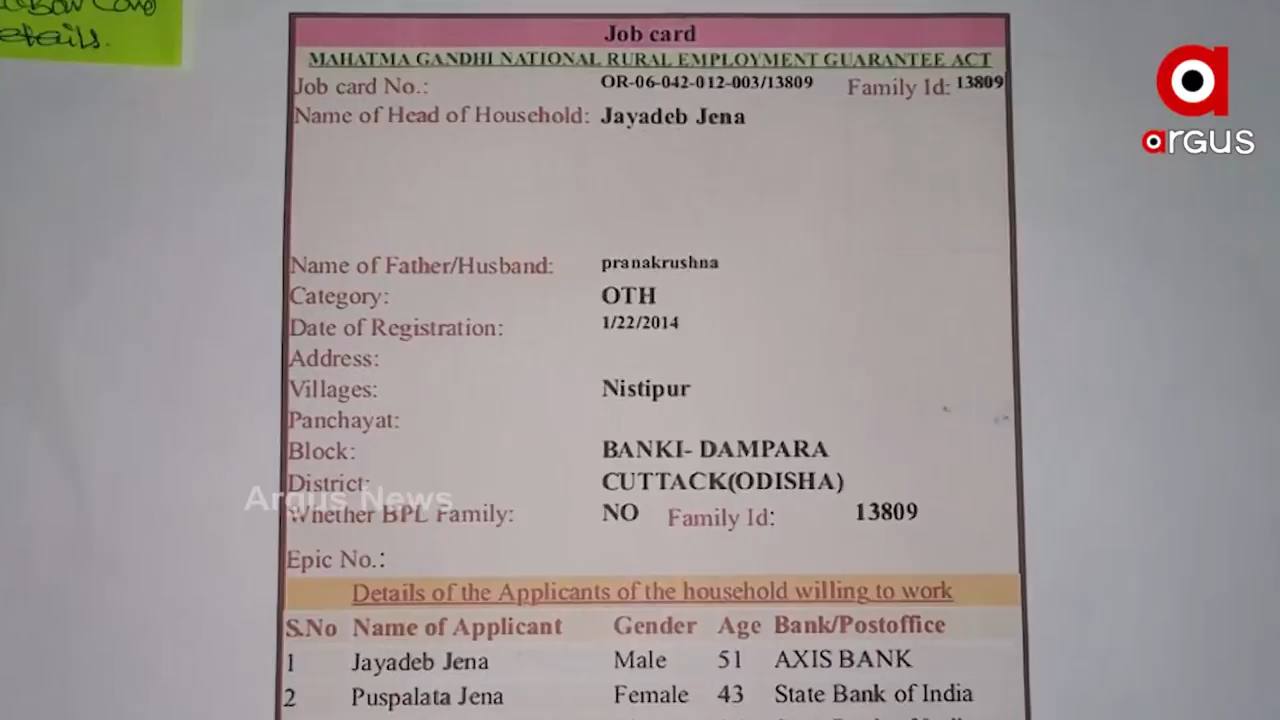 Details.
Job card
MAHATMA GANDHI NATIONAL RURAL EMPLOYMENT GUARANTEE ACT
Job card No.: OR-06-042-012-003/13809 Family Id: 13809
Name of Head of Household: Jayadeb Jena
Name of Father/Husband: pranakrushna
Category: OTH
Date of Registration: 1/22/2014
Address:
Villages: Nistipur
Panchayat:
Block: BANKI- DAMPARA
District: CUTTACK(ODISHA)
Whether BPL Family: NO Family Id: 13809
Epic No.:
Details of the Applicants of the household willing to work
S.No Name of Applicant Gender Age Bank/Postoffice
1 Jayadeb Jena Male 51 AXIS BANK
2 Puspalata Jena Female 43 State Bank of India
Argus News
argus